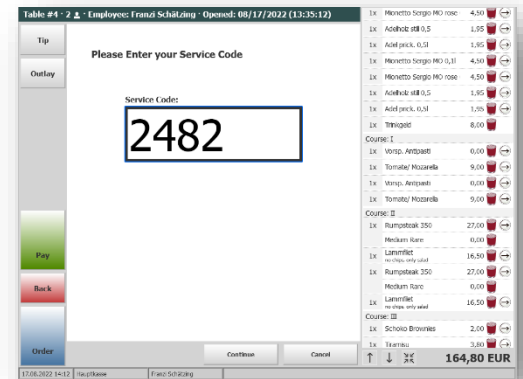 Table #4 · 2 · Employee: Franzi Schätzing · Opened: 08/17/2022 (13:35:12)
Tip
Outlay
Pay
Back
Order
Please Enter your Service Code
Service Code:
2482
Continue
Cancel
1x Mionetto Sergio MO rose 4,50
1x Adelholz still 0,5 1,95
1x Adel prick. 0,5l 1,95
1x Mionetto Sergio MO 0,1l 4,50
1x Mionetto Sergio MO rose 4,50
1x Adelholz still 0,5 1,95
1x Adel prick. 0,5l 1,95
1x Trinkgeld 8,00
Course: I
1x Vorsp. Antipasti 0,00
1x Tomate/ Mozarella 9,00
1x Vorsp. Antipasti 0,00
1x Tomate/ Mozarella 9,00
Course: II
1x Rumpsteak 350 27,00
Medium Rare 0,00
1x Lammfilet 16,50
no chips, only salad
1x Rumpsteak 350 27,00
Medium Rare 0,00
1x Lammfilet 16,50
no chips, only salad
Course: III
1x Schoko Brownies 2,00
1x Tiramisu 3,80
164,80 EUR
17.08.2022 14:12 Hauptkasse Franzi Schätzing